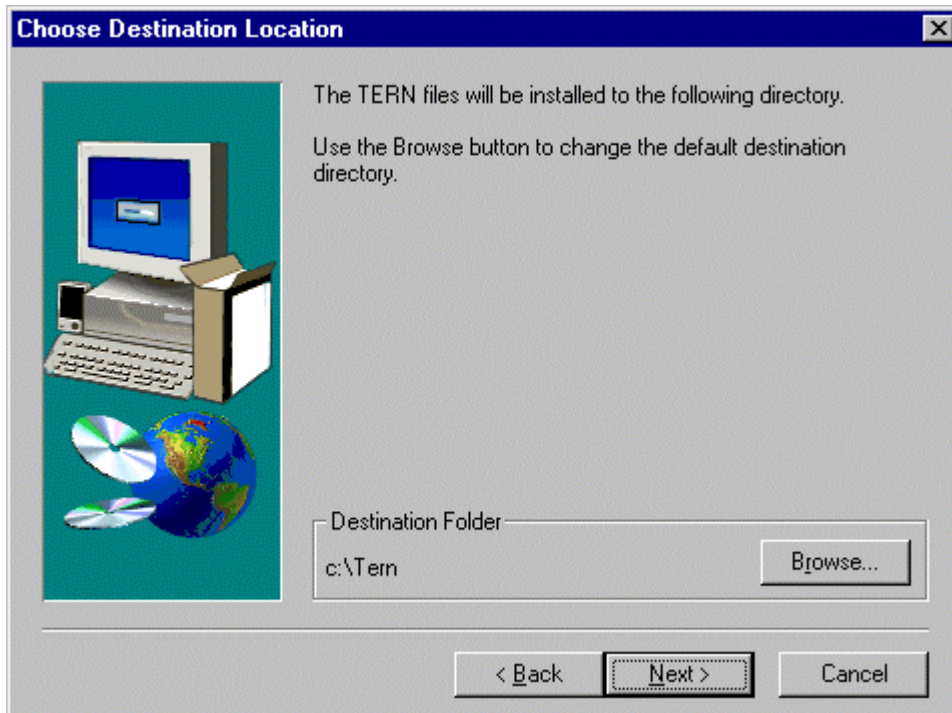 Choose Destination Location
The TERN files will be installed to the following directory.
Use the Browse button to change the default destination
directory.
Destination Folder
c:\Tern
Browse...
< Back
Next >
Cancel